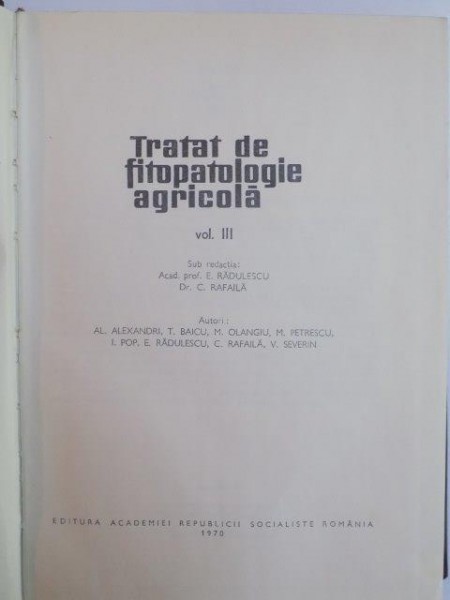 Tratat de
fitopatologie
agricolă
vol. III
Sub redacția:
Acad. prof. E. RĂDULESCU
Dr. C. RAFAILĂ
Autori:
AL. ALEXANDRI, T. BAICU, M. OLANGIU, M. PETRESCU,
I. POP, E. RĂDULESCU, C. RAFAILĂ, V. SEVERIN
EDITURA ACADEMIEI REPUBLICII SOCIALISTE ROMÂNIA
1970